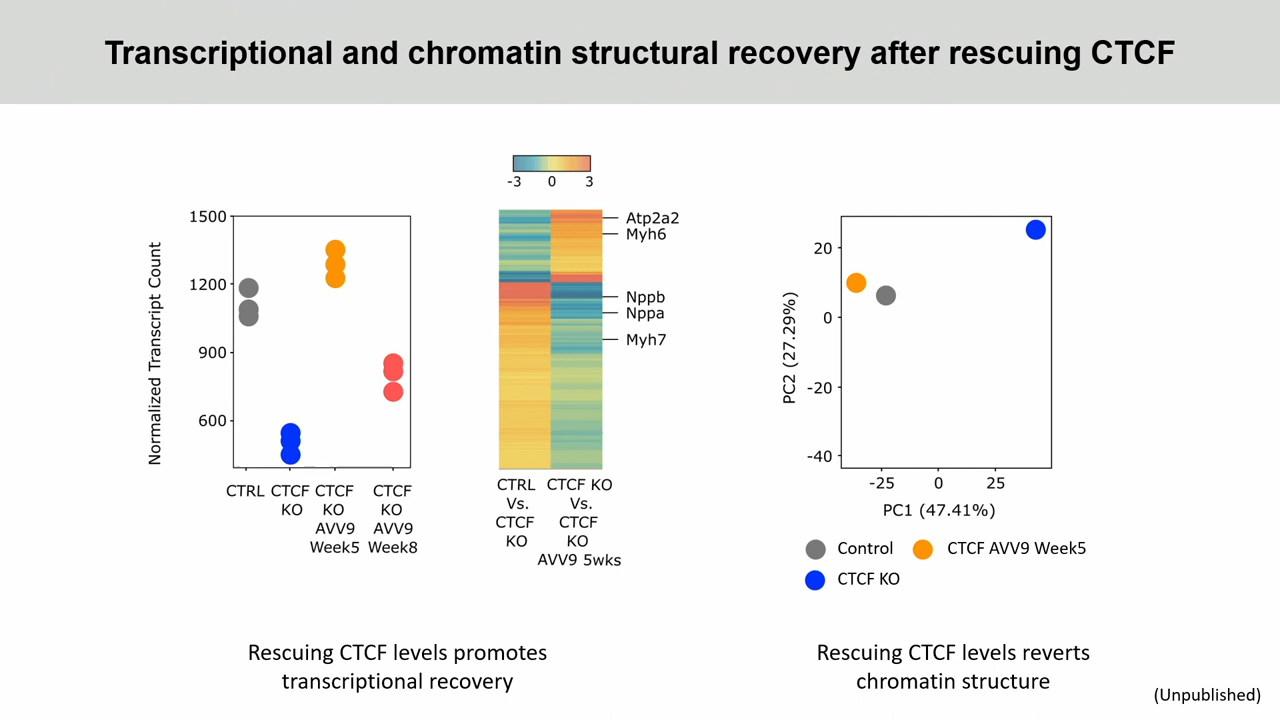 Transcriptional and chromatin structural recovery after rescuing CTCF
Normalized Transcript Count
1500
1200
900
600
CTRL
CTCF
KO
CTCF
KO
AVV9
Week5
CTCF
KO
AVV9
Week8
-3 0 3
Atp2a2
Myh6
Nppb
Nppa
Myh7
CTRL
Vs.
CTCF
KO
CTCF KO
Vs.
CTCF
KO
AVV9 5wks
PC2 (27.29%)
20
0
-20
-40
-25 0 25
PC1 (47.41%)
Control
CTCF AVV9 Week5
CTCF KO
Rescuing CTCF levels promotes
transcriptional recovery
Rescuing CTCF levels reverts
chromatin structure
(Unpublished)